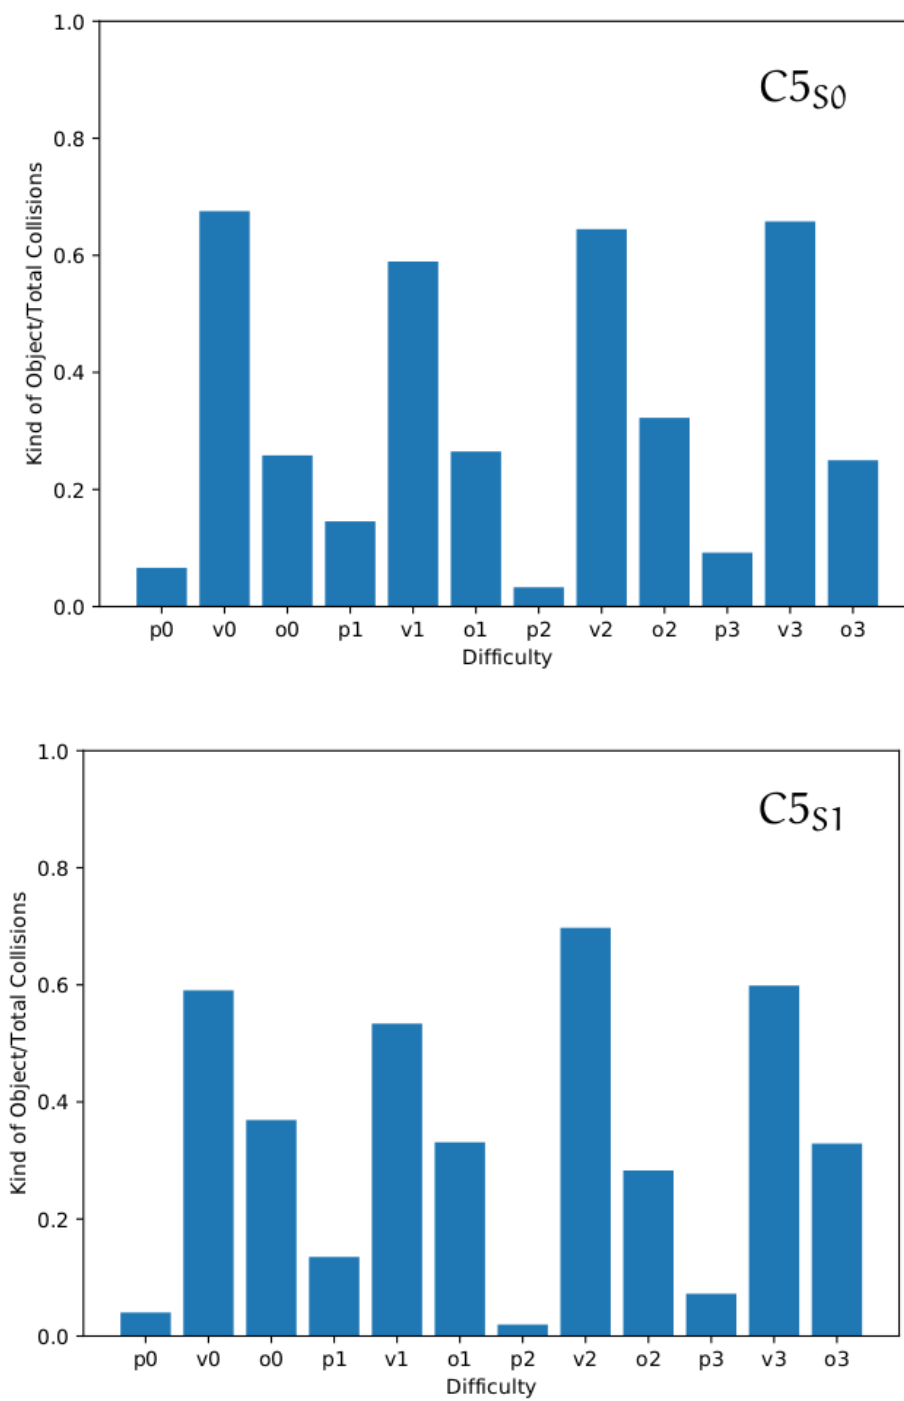 1.0
C5S0
0.8
0.6
0.4
0.2
0.0
Kind of Object/Total Collisions
p0 v0 o0 p1 v1 o1 p2 v2 o2 p3 v3 o3
Difficulty
1.0
C5S1
0.8
0.6
0.4
0.2
0.0
Kind of Object/Total Collisions
p0 v0 o0 p1 v1 o1 p2 v2 o2 p3 v3 o3
Difficulty